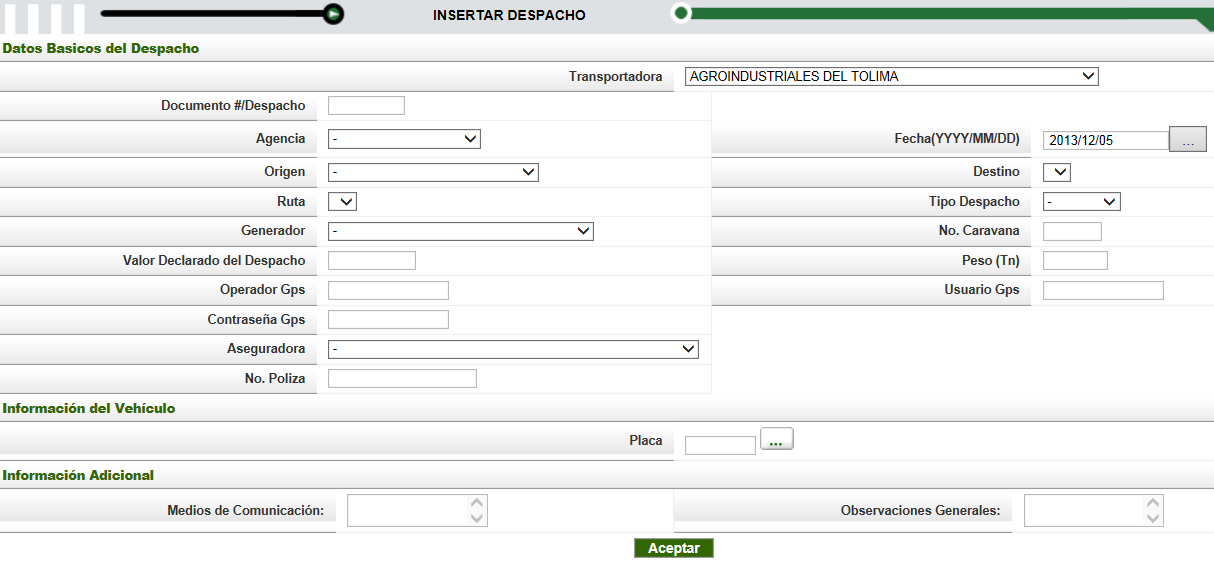 INSERTAR DESPACHO
Datos Basicos del Despacho
Transportadora AGROINDUSTRIALES DEL TOLIMA
Documento #/Despacho
Agencia - Fecha(YYYY/MM/DD) 2013/12/05 ...
Origen - Destino
Ruta Tipo Despacho -
Generador - No. Caravana
Valor Declarado del Despacho Peso (Tn)
Operador Gps Usuario Gps
Contraseña Gps
Aseguradora -
No. Poliza
Información del Vehículo
Placa ...
Información Adicional
Medios de Comunicación: Observaciones Generales:
Aceptar